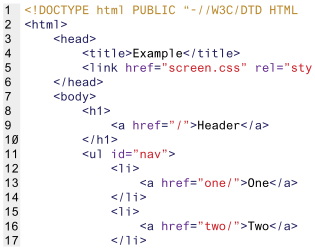 1 <!DOCTYPE html PUBLIC "-//W3C/DTD HTML
2 <html>
3 <head>
4 <title>Example</title>
5 <link href="screen.css" rel="sty
6 </head>
7 <body>
8 <h1>
9 <a href="/">Header</a>
10 </h1>
11 <ul id="nav">
12 <li>
13 <a href="one/">One</a>
14 </li>
15 <li>
16 <a href="two/">Two</a>
17 </li>